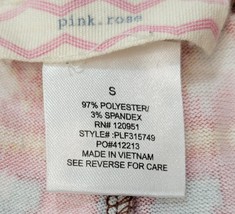 pink.rose
S
97% POLYESTER/
3% SPANDEX
RN# 120951
STYLE# :PLF315749
PO#412213
MADE IN VIETNAM
SEE REVERSE FOR CARE